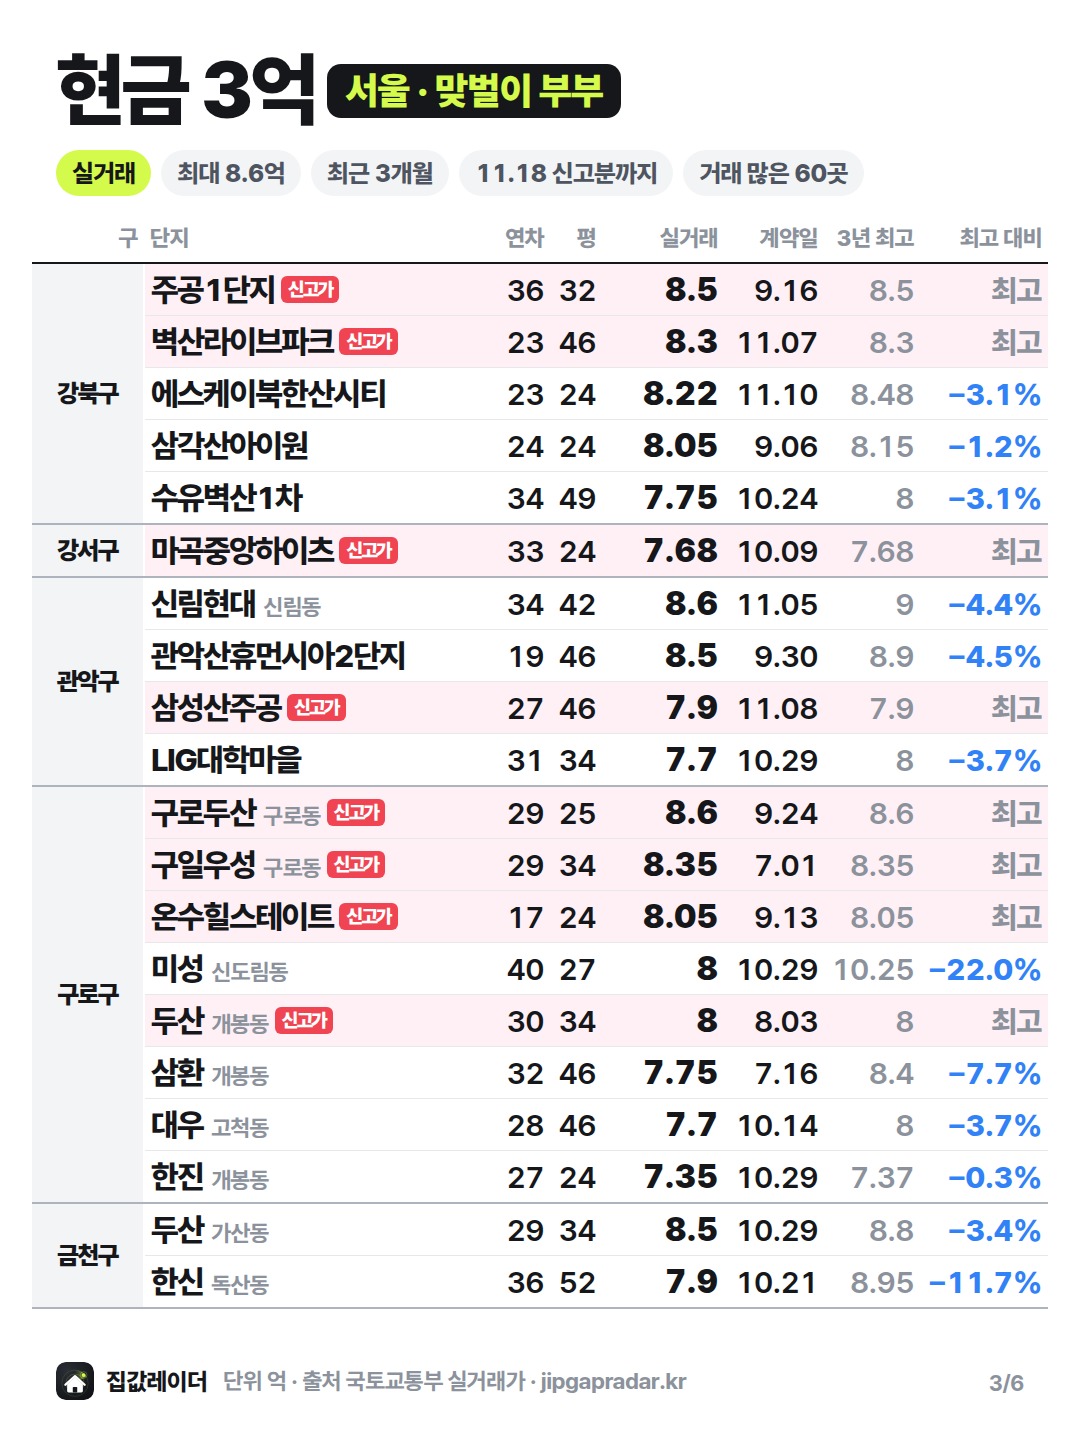 현금 3억 서울 · 맞벌이 부부
실거래 최대 8.6억 최근 3개월 11.18 신고분까지 거래 많은 60곳
구 단지 연차 평 실거래 계약일 3년 최고 최고 대비
강북구
주공1단지 신고가 36 32 8.5 9.16 8.5 최고
벽산라이브파크 신고가 23 46 8.3 11.07 8.3 최고
에스케이북한산시티 23 24 8.22 11.10 8.48 −3.1%
삼각산아이원 24 24 8.05 9.06 8.15 −1.2%
수유벽산1차 34 49 7.75 10.24 8 −3.1%
강서구
마곡중앙하이츠 신고가 33 24 7.68 10.09 7.68 최고
관악구
신림현대 신림동 34 42 8.6 11.05 9 −4.4%
관악산휴먼시아2단지 19 46 8.5 9.30 8.9 −4.5%
삼성산주공 신고가 27 46 7.9 11.08 7.9 최고
LIG대학마을 31 34 7.7 10.29 8 −3.7%
구로구
구로두산 구로동 신고가 29 25 8.6 9.24 8.6 최고
구일우성 구로동 신고가 29 34 8.35 7.01 8.35 최고
온수힐스테이트 신고가 17 24 8.05 9.13 8.05 최고
미성 신도림동 40 27 8 10.29 10.25 −22.0%
두산 개봉동 신고가 30 34 8 8.03 8 최고
삼환 개봉동 32 46 7.75 7.16 8.4 −7.7%
대우 고척동 28 46 7.7 10.14 8 −3.7%
한진 개봉동 27 24 7.35 10.29 7.37 −0.3%
금천구
두산 가산동 29 34 8.5 10.29 8.8 −3.4%
한신 독산동 36 52 7.9 10.21 8.95 −11.7%
집값레이더 단위 억 · 출처 국토교통부 실거래가 · jipgapradar.kr 3/6